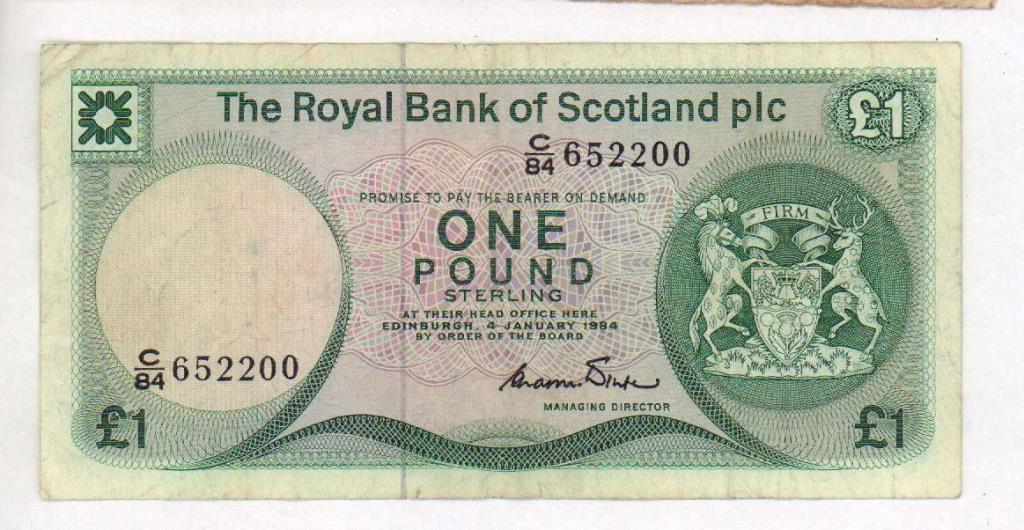 The Royal Bank of Scotland plc
£1
C/84 652200
PROMISE TO PAY THE BEARER ON DEMAND
ONE
POUND
STERLING
AT THEIR HEAD OFFICE HERE
EDINBURGH, 4 JANUARY 1984
BY ORDER OF THE BOARD
FIRM
C/84 652200
MANAGING DIRECTOR
£1
£1